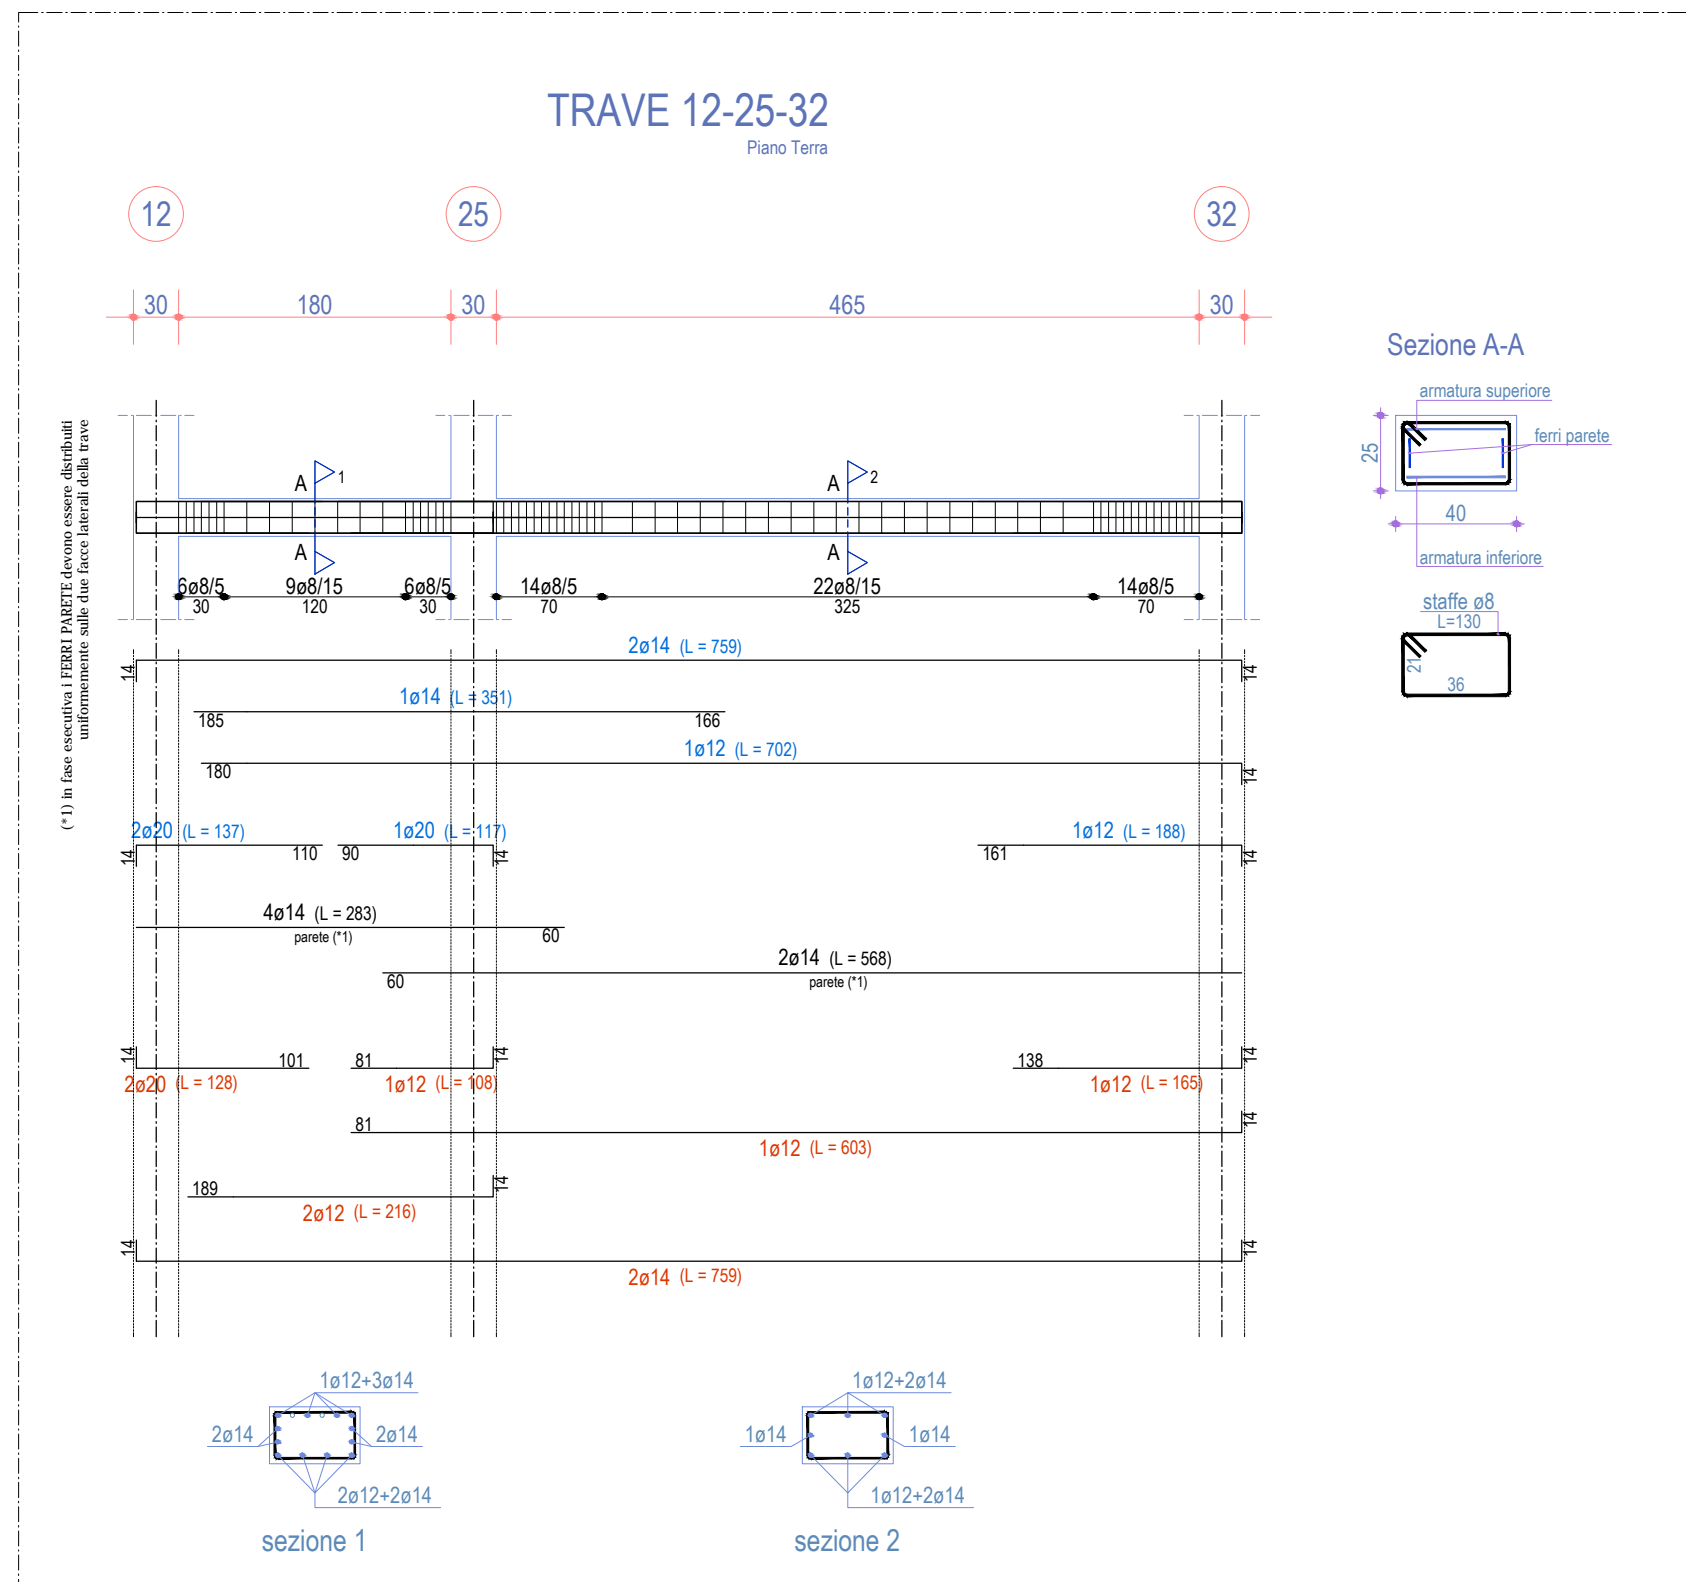 TRAVE 12-25-32
Piano Terra
12
25
32
30
180
30
465
30
Sezione A-A
armatura superiore
ferri parete
25
40
armatura inferiore
staffe ø8
L=130
21
36
(*1) in fase esecutiva i FERRI PARETE devono essere distribuiti
uniformemente sulle due facce laterali della trave
A
1
A
2
A
A
6ø8/5
9ø8/15
6ø8/5
14ø8/5
22ø8/15
14ø8/5
30
120
30
70
325
70
2ø14 (L = 759)
14
14
1ø14 (L = 351)
185
166
1ø12 (L = 702)
180
14
2ø20 (L = 137)
1ø20 (L = 117)
1ø12 (L = 188)
14
110
90
14
161
14
4ø14 (L = 283)
parete (*1)
60
2ø14 (L = 568)
60
parete (*1)
14
101
81
14
138
14
2ø20 (L = 128)
1ø12 (L = 108)
1ø12 (L = 165)
81
14
1ø12 (L = 603)
189
14
2ø12 (L = 216)
14
14
2ø14 (L = 759)
1ø12+3ø14
2ø14
2ø14
2ø12+2ø14
sezione 1
1ø12+2ø14
1ø14
1ø14
1ø12+2ø14
sezione 2